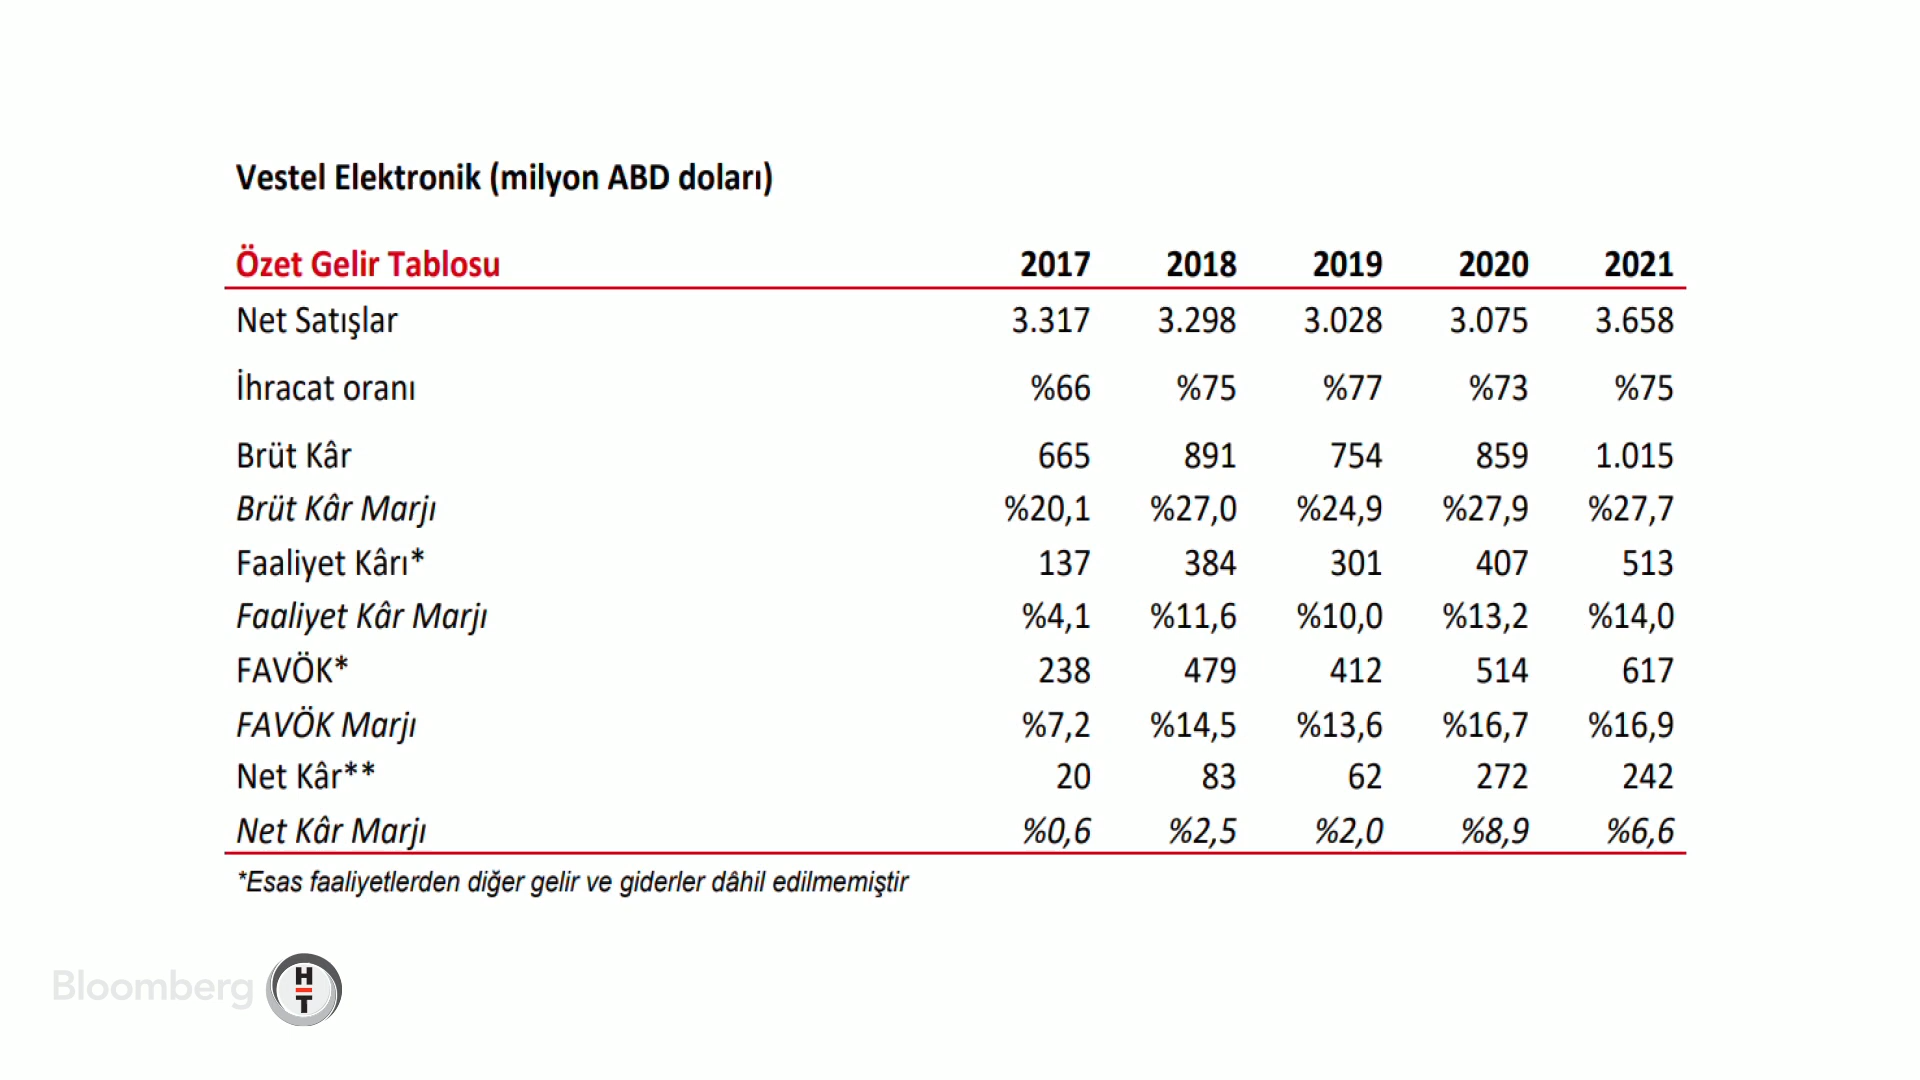 Vestel Elektronik (milyon ABD doları)
Özet Gelir Tablosu 2017 2018 2019 2020 2021
Net Satışlar 3.317 3.298 3.028 3.075 3.658
İhracat oranı %66 %75 %77 %73 %75
Brüt Kâr 665 891 754 859 1.015
Brüt Kâr Marjı %20,1 %27,0 %24,9 %27,9 %27,7
Faaliyet Kârı* 137 384 301 407 513
Faaliyet Kâr Marjı %4,1 %11,6 %10,0 %13,2 %14,0
FAVÖK* 238 479 412 514 617
FAVÖK Marjı %7,2 %14,5 %13,6 %16,7 %16,9
Net Kâr** 20 83 62 272 242
Net Kâr Marjı %0,6 %2,5 %2,0 %8,9 %6,6
*Esas faaliyetlerden diğer gelir ve giderler dâhil edilmemiştir
Bloomberg HT